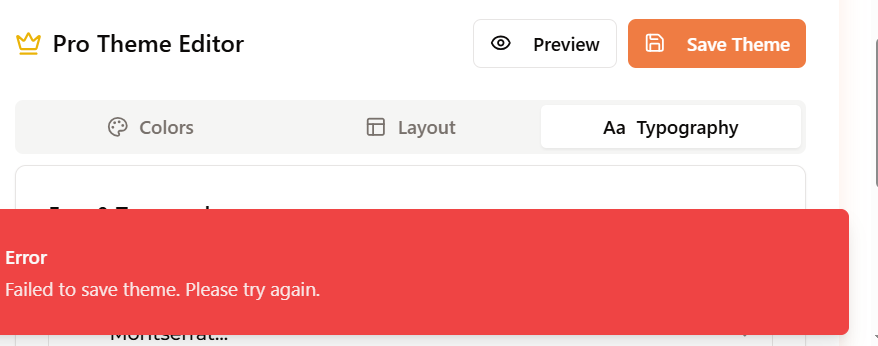 Pro Theme Editor
Preview
Save Theme
Colors
Layout
Aa Typography
Error
Failed to save theme. Please try again.
Montserrat...